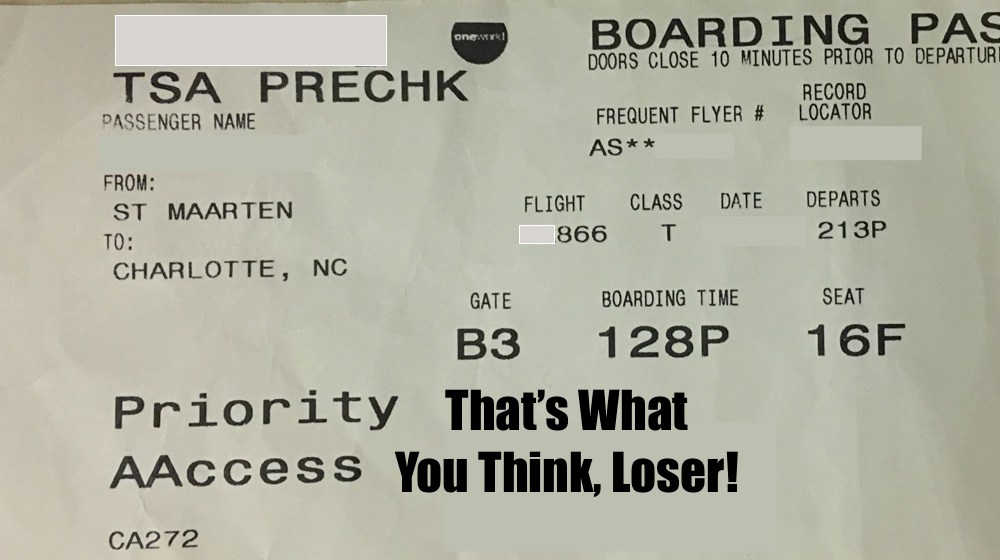 oneworld
BOARDING PAS
DOORS CLOSE 10 MINUTES PRIOR TO DEPARTUR
TSA PRECHK
PASSENGER NAME
FREQUENT FLYER # RECORD LOCATOR
AS**
FROM:
ST MAARTEN
TO:
CHARLOTTE, NC
FLIGHT CLASS DATE DEPARTS
866 T 213P
GATE BOARDING TIME SEAT
B3 128P 16F
Priority That's What
AAccess You Think, Loser!
CA272